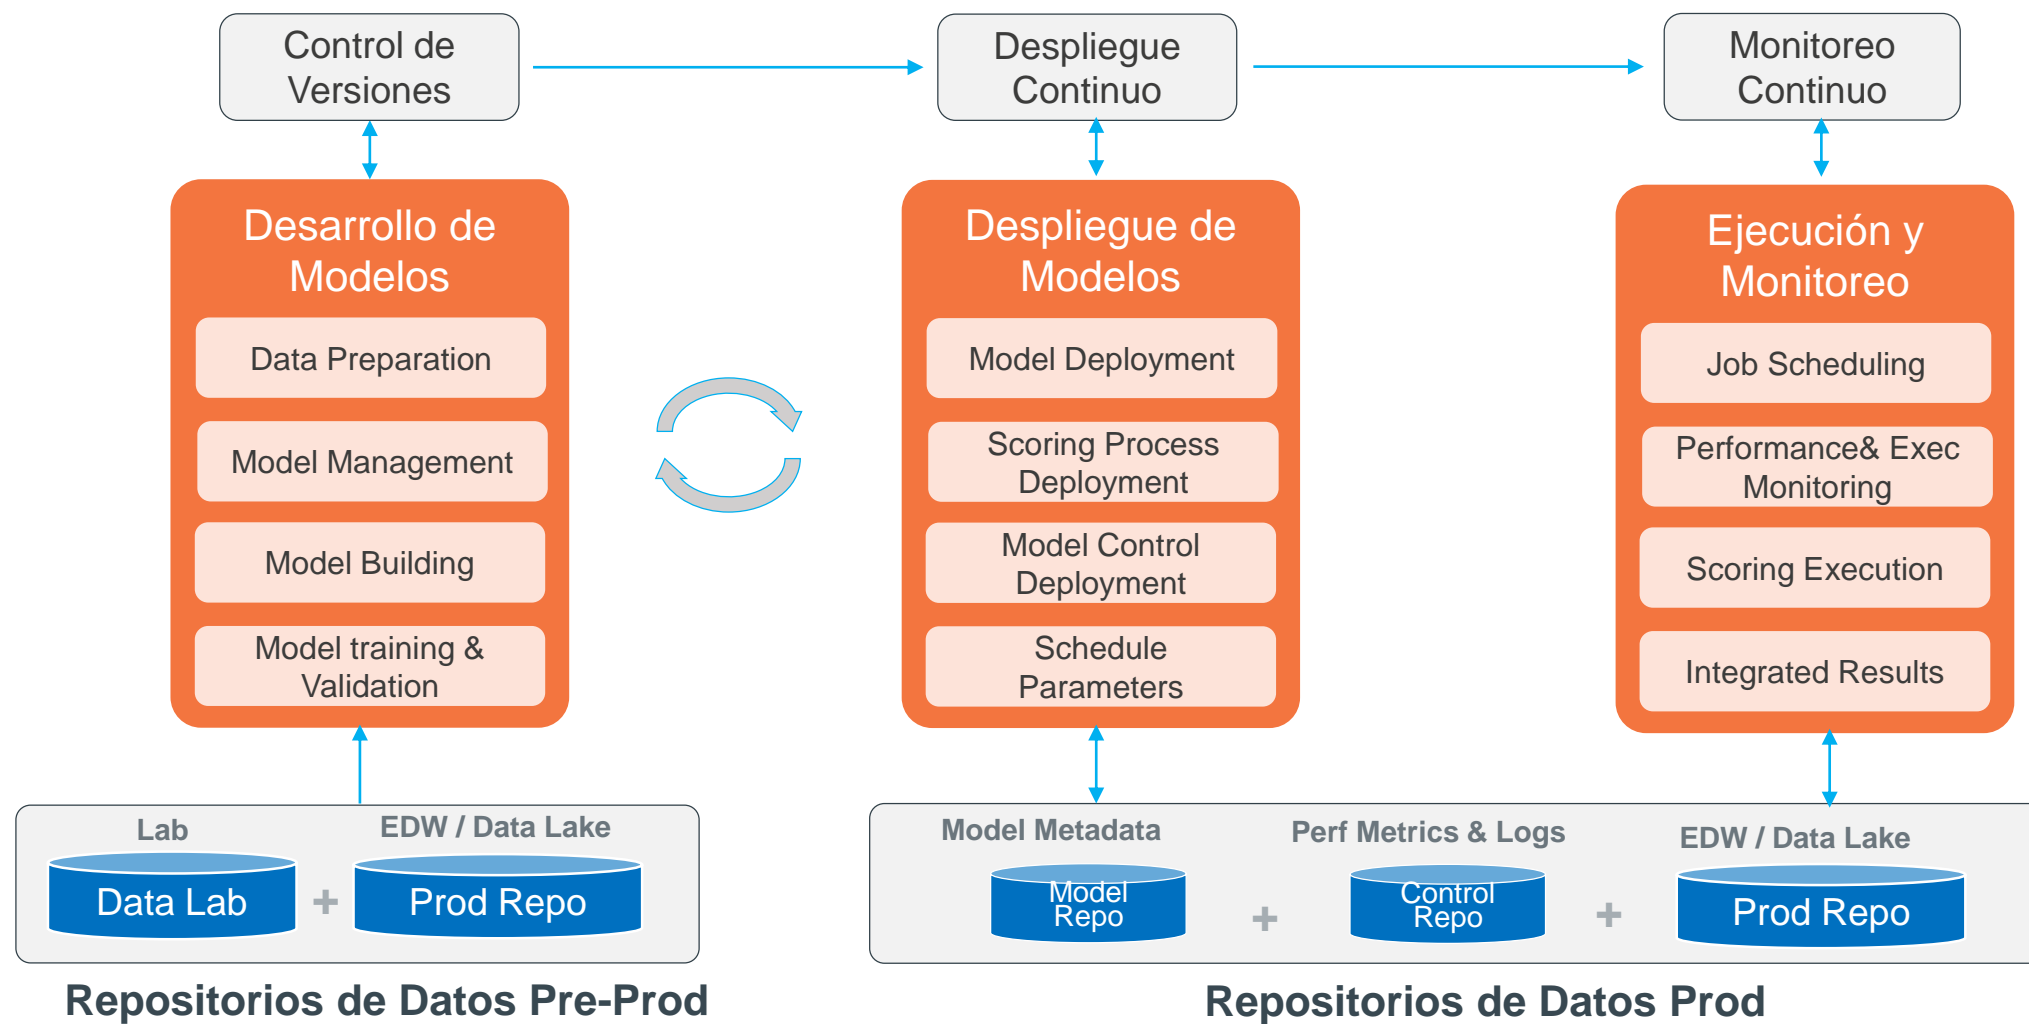 Control de
Versiones
Despliegue
Continuo
Monitoreo
Continuo
Desarrollo de
Modelos
Data Preparation
Model Management
Model Building
Model training &
Validation
Despliegue de
Modelos
Model Deployment
Scoring Process
Deployment
Model Control
Deployment
Schedule
Parameters
Ejecución y
Monitoreo
Job Scheduling
Performance& Exec
Monitoring
Scoring Execution
Integrated Results
Lab
EDW / Data Lake
Data Lab
+
Prod Repo
Repositorios de Datos Pre-Prod
Model Metadata
Perf Metrics & Logs
EDW / Data Lake
Model
Repo
+
Control
Repo
+
Prod Repo
Repositorios de Datos Prod